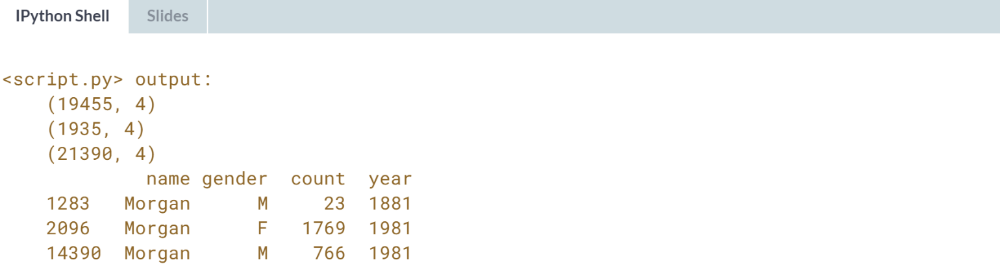 IPython Shell Slides
<script.py> output:
(19455, 4)
(1935, 4)
(21390, 4)
name gender count year
1283 Morgan M 23 1881
2096 Morgan F 1769 1981
14390 Morgan M 766 1981